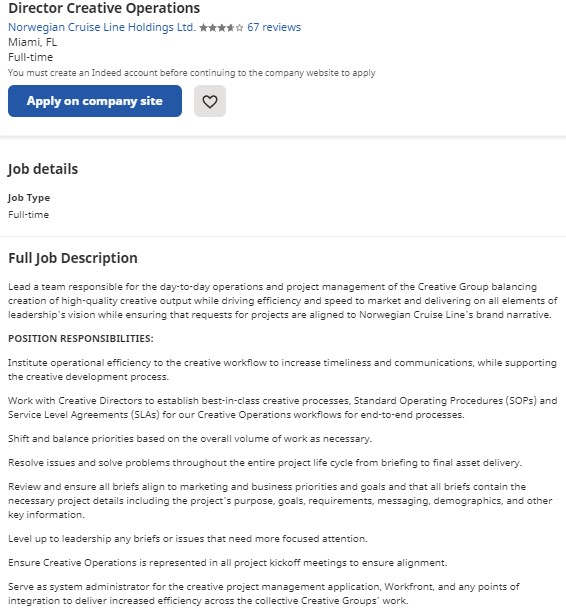 Director Creative Operations
Norwegian Cruise Line Holdings Ltd. ★★★★☆ 67 reviews
Miami, FL
Full-time
You must create an Indeed account before continuing to the company website to apply
Apply on company site
Job details
Job Type
Full-time
Full Job Description
Lead a team responsible for the day-to-day operations and project management of the Creative Group balancing
creation of high-quality creative output while driving efficiency and speed to market and delivering on all elements of
leadership's vision while ensuring that requests for projects are aligned to Norwegian Cruise Line's brand narrative.
POSITION RESPONSIBILITIES:
Institute operational efficiency to the creative workflow to increase timeliness and communications, while supporting
the creative development process.
Work with Creative Directors to establish best-in-class creative processes, Standard Operating Procedures (SOPs) and
Service Level Agreements (SLAs) for our Creative Operations workflows for end-to-end processes.
Shift and balance priorities based on the overall volume of work as necessary.
Resolve issues and solve problems throughout the entire project life cycle from briefing to final asset delivery.
Review and ensure all briefs align to marketing and business priorities and goals and that all briefs contain the
necessary project details including the project's purpose, goals, requirements, messaging, demographics, and other
key information.
Level up to leadership any briefs or issues that need more focused attention.
Ensure Creative Operations is represented in all project kickoff meetings to ensure alignment.
Serve as system administrator for the creative project management application, Workfront, and any points of
integration to deliver increased efficiency across the collective Creative Groups' work.